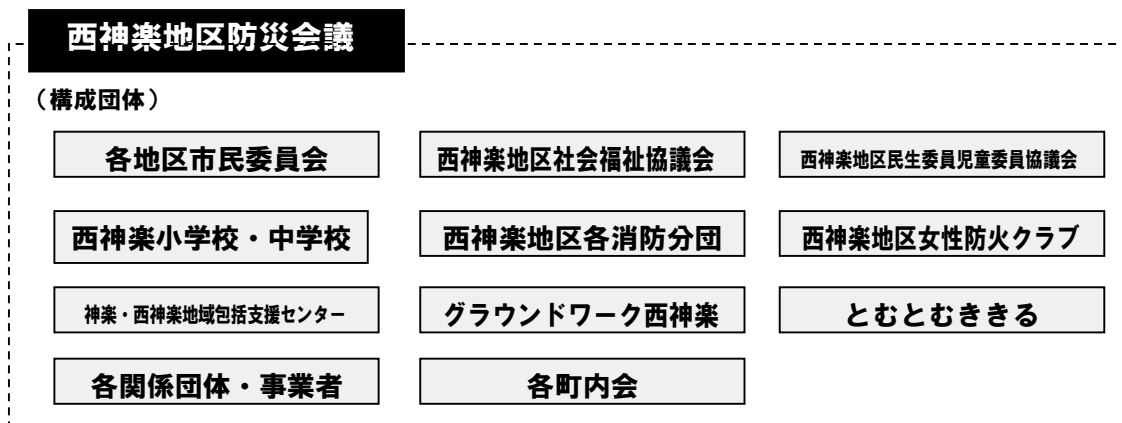 西神楽地区防災会議
（構成団体）
各地区市民委員会
西神楽地区社会福祉協議会
西神楽地区民生委員児童委員協議会
西神楽小学校・中学校
西神楽地区各消防分団
西神楽地区女性防火クラブ
神楽・西神楽地域包括支援センター
グラウンドワーク西神楽
とむとむききる
各関係団体・事業者
各町内会